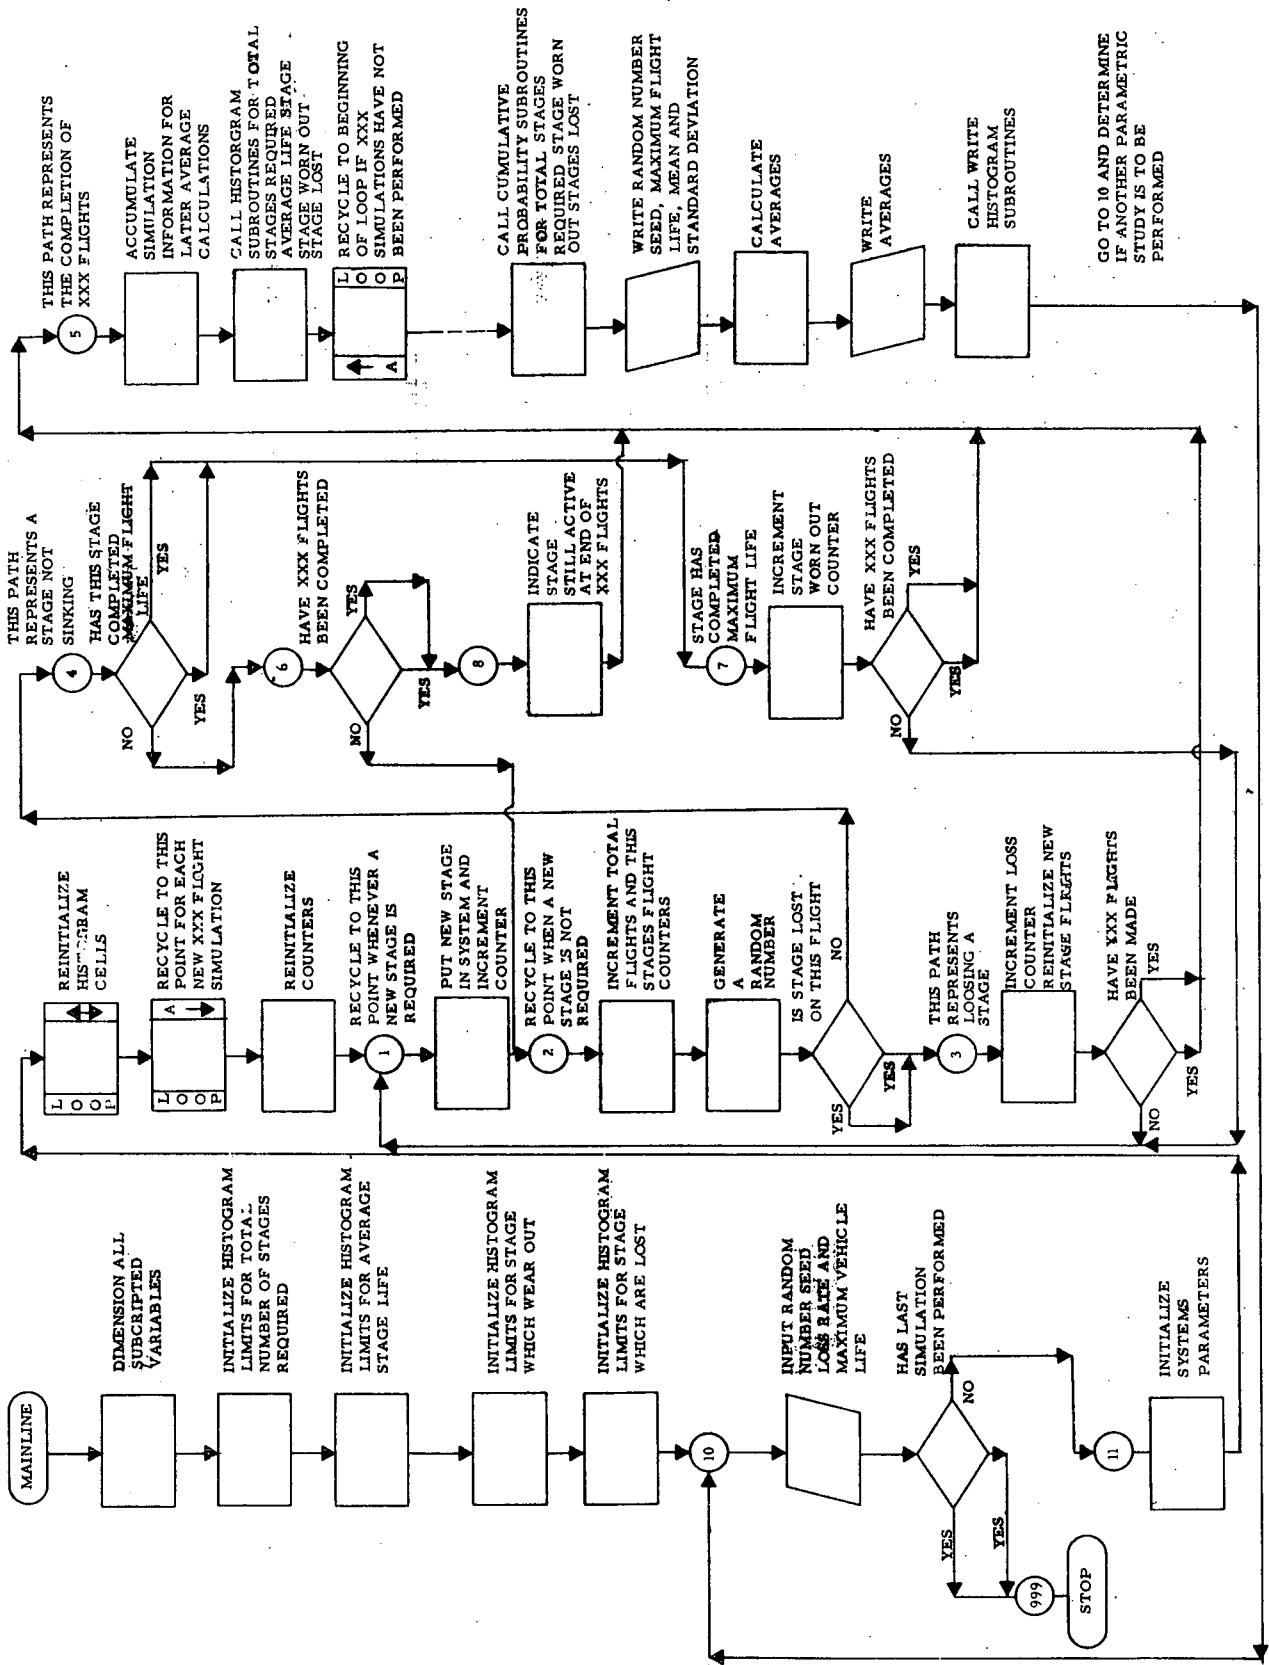 MAINLINE
DIMENSION ALL
SUBCRIPTED
VARIABLES
INITIALIZE HISTOGRAM
LIMITS FOR TOTAL
NUMBER OF STAGES
REQUIRED
INITIALIZE HISTOGRAM
LIMITS FOR AVERAGE
STAGE LIFE
INITIALIZE HISTOGRAM
LIMITS FOR STAGE
WHICH WEAR OUT
INITIALIZE HISTOGRAM
LIMITS FOR STAGE
WHICH ARE LOST
10
INPUT RANDOM
NUMBER SEED
LOSS RATE AND
MAXIMUM VEHICLE
LIFE
HAS LAST
SIMULATION
BEEN PERFORMED
NO
YES
YES
999
STOP
11
INITIALIZE
SYSTEMS
PARAMETERS
LOOP
REINITIALIZE
HISTOGRAM
CELLS
LOOP
A
RECYCLE TO THIS
POINT FOR EACH
NEW XXX FLIGHT
SIMULATION
REINITIALIZE
COUNTERS
RECYCLE TO THIS
POINT WHENEVER A
NEW STAGE IS
REQUIRED
1
PUT NEW STAGE
IN SYSTEM AND
INCREMENT
COUNTER
RECYCLE TO THIS
POINT WHEN A NEW
STAGE IS NOT
REQUIRED
2
INCREMENT TOTAL
FLIGHTS AND THIS
STAGES FLIGHT
COUNTERS
GENERATE
A
RANDOM
NUMBER
IS STAGE LOST
ON THIS FLIGHT
NO
YES
YES
THIS PATH
REPRESENTS
LOOSING A
STAGE
3
INCREMENT LOSS
COUNTER
REINITIALIZE NEW
STAGE FLIGHTS
HAVE XXX FLIGHTS
BEEN MADE
YES
YES
NO
THIS PATH
REPRESENTS A
STAGE NOT
SINKING
4
HAS THIS STAGE
COMPLETED
MAXIMUM FLIGHT
LIFE
YES
YES
NO
6
HAVE XXX FLIGHTS
BEEN COMPLETED
YES
YES
NO
8
INDICATE
STAGE
STILL ACTIVE
AT END OF
XXX FLIGHTS
STAGE HAS
COMPLETED
MAXIMUM
FLIGHT LIFE
7
INCREMENT
STAGE
WORN OUT
COUNTER
HAVE XXX FLIGHTS
BEEN COMPLETED
YES
YES
NO
THIS PATH REPRESENTS
THE COMPLETION OF
XXX FLIGHTS
5
ACCUMULATE
SIMULATION
INFORMATION FOR
LATER AVERAGE
CALCULATIONS
CALL HISTORGRAM
SUBROUTINES FOR TOTAL
STAGES REQUIRED
AVERAGE LIFE STAGE
STAGE WORN OUT
STAGE LOST
RECYCLE TO BEGINNING
OF LOOP IF XXX
SIMULATIONS HAVE NOT
BEEN PERFORMED
A
LOOP
CALL CUMULATIVE
PROBABILITY SUBROUTINES
FOR TOTAL STAGES
REQUIRED STAGE WORN
OUT STAGES LOST
WRITE RANDOM NUMBER
SEED, MAXIMUM FLIGHT
LIFE, MEAN AND
STANDARD DEVIATION
CALCULATE
AVERAGES
WRITE
AVERAGES
CALL WRITE
HISTOGRAM
SUBROUTINES
GO TO 10 AND DETERMINE
IF ANOTHER PARAMETRIC
STUDY IS TO BE
PERFORMED